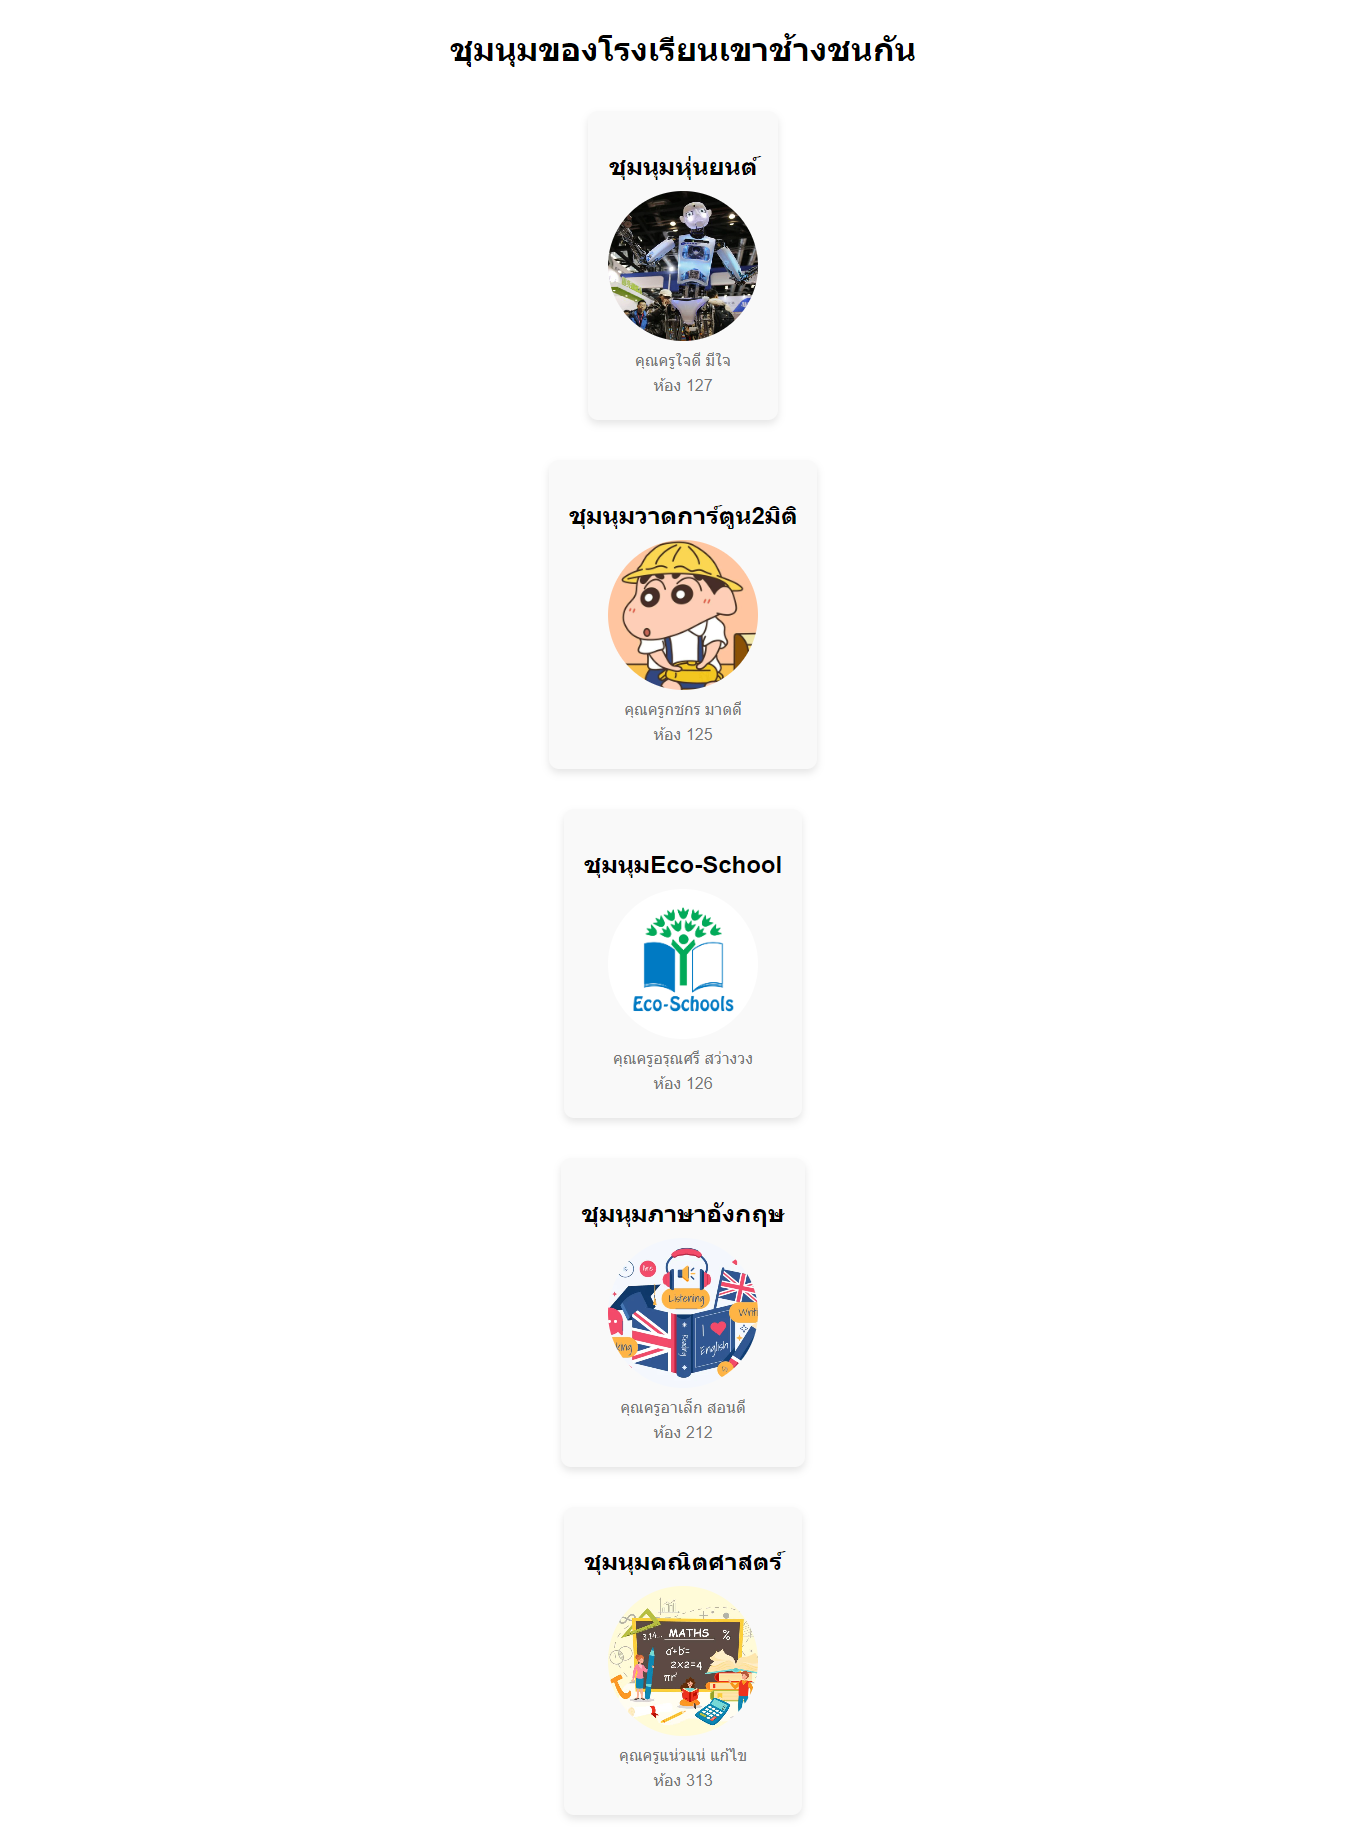 ชุมนุมของโรงเรียนเขาช้างชนกัน
ชุมนุมหุ่นยนต์
คุณครูใจดี มีใจ
ห้อง 127
ชุมนุมวาดการ์ตูน2มิติ
คุณครูกชกร มาดดี
ห้อง 125
ชุมนุมEco-School
Eco-Schools
คุณครูอรุณศรี สว่างวง
ห้อง 126
ชุมนุมภาษาอังกฤษ
Listening
Writ
I
English
Reading
king
คุณครูอาเล็ก สอนดี
ห้อง 212
ชุมนุมคณิตศาสตร์
3,14..
MATHS
%
a+b=
2×2=4
คุณครูแน่วแน่ แก้ไข
ห้อง 313